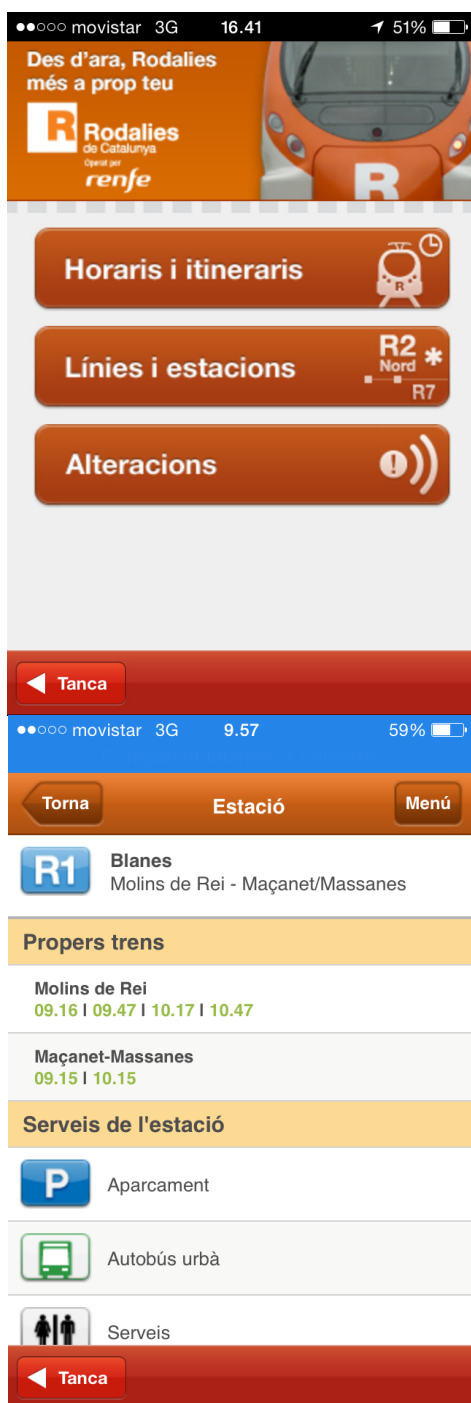 movistar 3G 16.41 51%
Des d'ara, Rodalies
més a prop teu
R Rodalies
de Catalunya
Operat per
renfe
R
Horaris i itineraris
R
Línies i estacions
R2
Nord *
R7
Alteracions
!
Tanca
movistar 3G 9.57 59%
Torna Estació Menú
R1 Blanes
Molins de Rei - Maçanet/Massanes
Propers trens
Molins de Rei
09.16 I 09.47 I 10.17 I 10.47
Maçanet-Massanes
09.15 I 10.15
Serveis de l'estació
P Aparcament
Autobús urbà
Serveis
Tanca